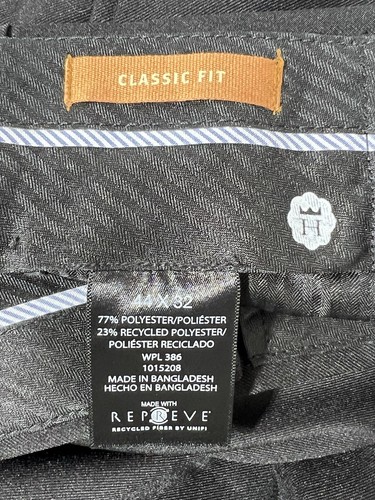 CLASSIC FIT
H
44 X 32
77% POLYESTER/POLIÉSTER
23% RECYCLED POLYESTER/
POLIÉSTER RECICLADO
WPL 386
1015208
MADE IN BANGLADESH
HECHO EN BANGLADESH
MADE WITH
REPREVE®
RECYCLED FIBER BY UNIFI